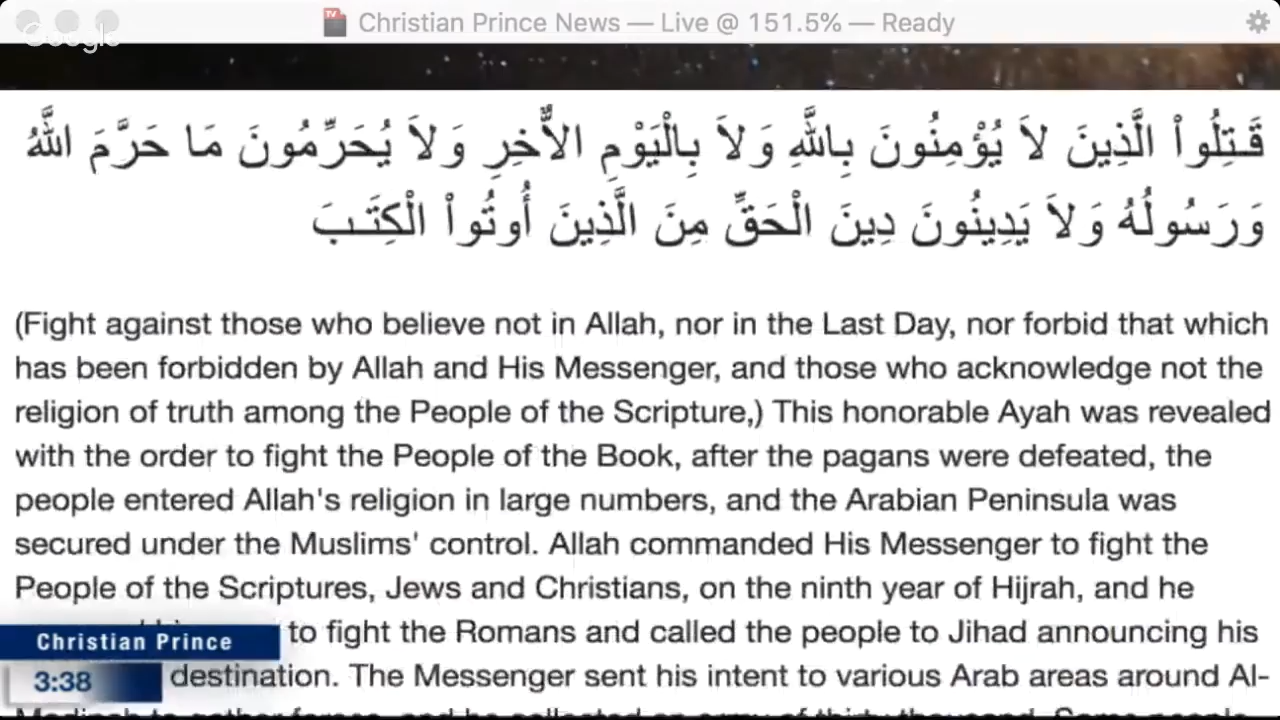 Christian Prince News — Live @ 151.5% — Ready
Google
TV
قَـتِلُواْ الَّذِينَ لاَ يُؤْمِنُونَ بِاللَّهِ وَلاَ بِالْيَوْمِ الاٌّخِرِ وَلاَ يُحَرِّمُونَ مَا حَرَّمَ اللَّهُ
وَرَسُولُهُ وَلاَ يَدِينُونَ دِينَ الْحَقِّ مِنَ الَّذِينَ أُوتُواْ الْكِتَـبَ
(Fight against those who believe not in Allah, nor in the Last Day, nor forbid that which
has been forbidden by Allah and His Messenger, and those who acknowledge not the
religion of truth among the People of the Scripture,) This honorable Ayah was revealed
with the order to fight the People of the Book, after the pagans were defeated, the
people entered Allah's religion in large numbers, and the Arabian Peninsula was
secured under the Muslims' control. Allah commanded His Messenger to fight the
People of the Scriptures, Jews and Christians, on the ninth year of Hijrah, and he
to fight the Romans and called the people to Jihad announcing his
destination. The Messenger sent his intent to various Arab areas around Al-
Christian Prince
3:38